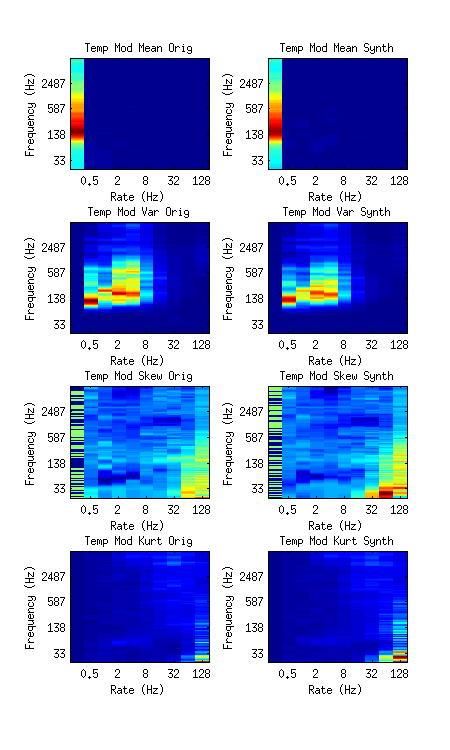 Temp Mod Mean Orig
Temp Mod Mean Synth
Frequency (Hz)
2487
587
138
33
0.5 2 8 32 128
Rate (Hz)
Frequency (Hz)
2487
587
138
33
0.5 2 8 32 128
Rate (Hz)
Temp Mod Var Orig
Temp Mod Var Synth
Frequency (Hz)
2487
587
138
33
0.5 2 8 32 128
Rate (Hz)
Frequency (Hz)
2487
587
138
33
0.5 2 8 32 128
Rate (Hz)
Temp Mod Skew Orig
Temp Mod Skew Synth
Frequency (Hz)
2487
587
138
33
0.5 2 8 32 128
Rate (Hz)
Frequency (Hz)
2487
587
138
33
0.5 2 8 32 128
Rate (Hz)
Temp Mod Kurt Orig
Temp Mod Kurt Synth
Frequency (Hz)
2487
587
138
33
0.5 2 8 32 128
Rate (Hz)
Frequency (Hz)
2487
587
138
33
0.5 2 8 32 128
Rate (Hz)